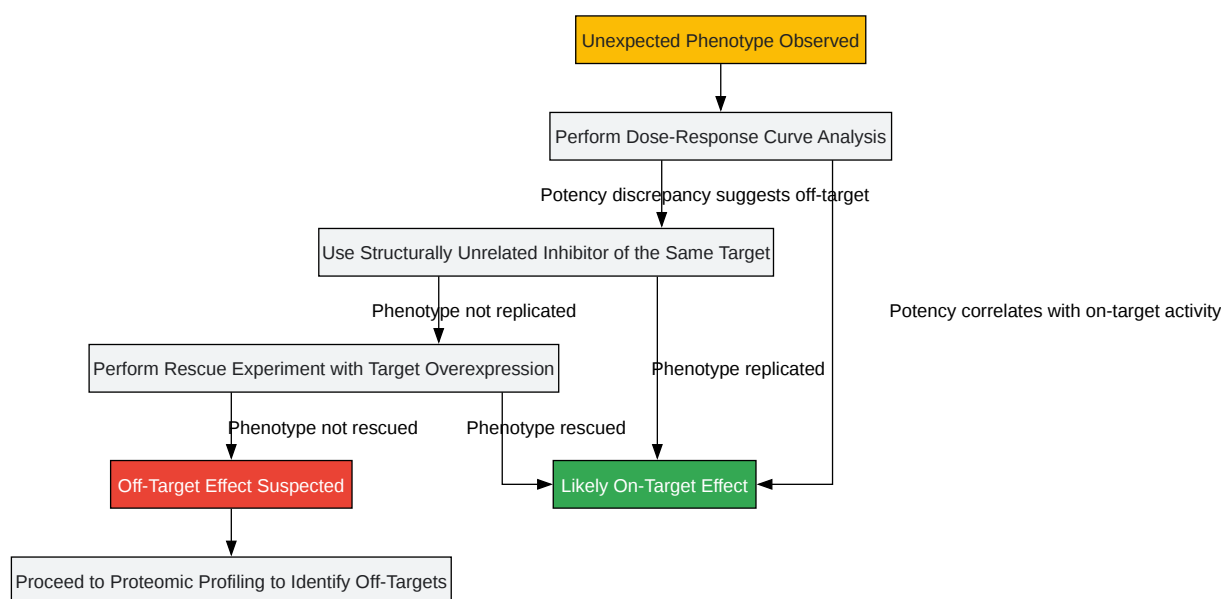 Unexpected Phenotype Observed
Perform Dose-Response Curve Analysis
Potency discrepancy suggests off-target
Use Structurally Unrelated Inhibitor of the Same Target
Phenotype not replicated
Potency correlates with on-target activity
Perform Rescue Experiment with Target Overexpression
Phenotype replicated
Phenotype not rescued
Phenotype rescued
Off-Target Effect Suspected
Likely On-Target Effect
Proceed to Proteomic Profiling to Identify Off-Targets